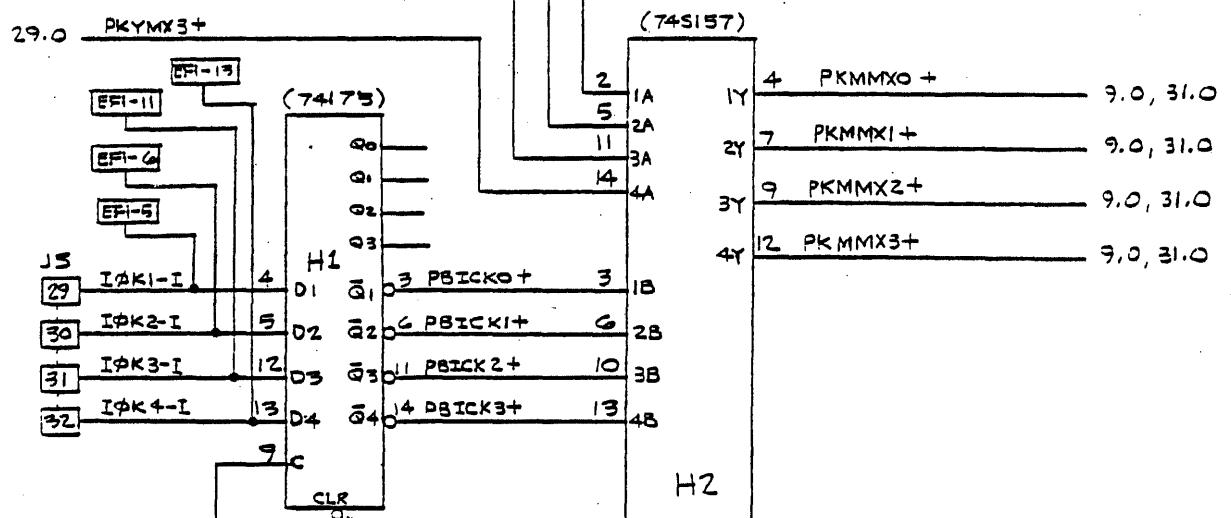 29.0 PKYMX3+
(74S157)
EFI-13
EFI-11
EFI-6
EFI-5
(74175)
Q0
Q1
Q2
Q3
H1
2 1A
5 2A
11 3A
14 4A
1Y 4 PKMMX0+ 9.0, 31.0
2Y 7 PKMMX1+ 9.0, 31.0
3Y 9 PKMMX2+ 9.0, 31.0
4Y 12 PKMMX3+ 9.0, 31.0
J5
29 IØK1-I 4 D1 Q̅1 3 PBICK0+ 3 1B
30 IØK2-I 5 D2 Q̅2 6 PBICK1+ 6 2B
31 IØK3-I 12 D3 Q̅3 11 PBICK2+ 10 3B
32 IØK4-I 13 D4 Q̅4 14 PBICK3+ 13 4B
9 C
CLR
H2